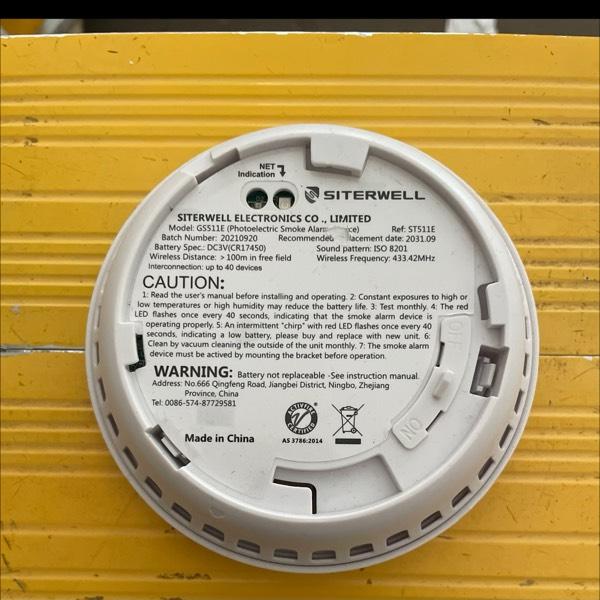 NET
Indication
SITERWELL
SITERWELL ELECTRONICS CO ., LIMITED
Model: GS511E (Photoelectric Smoke Alarm Ref: ST511E
Batch Number: 20210920 Recommended date: 2031.09
Battery Spec.: DC3V(CR17450) Sound pattern: ISO 8201
Wireless Distance: > 100m in free field Wireless Frequency: 433.42MHz
Interconnection: up to 40 devices
CAUTION:
1: Read the user's manual before installing and operating. 2: Constant exposures to high or
low temperatures or high humidity may reduce the battery life. 3: Test monthly. 4: The red
LED flashes once every 40 seconds, indicating that the smoke alarm device is
operating properly. 5: An intermittent "chirp" with red LED flashes once every 40
seconds, indicating a low battery, please buy and replace with new unit. 6:
Clean by vacuum cleaning the outside of the unit monthly. 7: The smoke alarm
device must be actived by mounting the bracket before operation.
WARNING: Battery not replaceable -See instruction manual.
Address: No.666 Qingfeng Road, Jiangbei District, Ningbo, Zhejiang
Province, China
Tel: 0086-574-87729581
Made in China
ACTIVFIRE
CERTIFIED
AS 3786:2014
OFF
ON